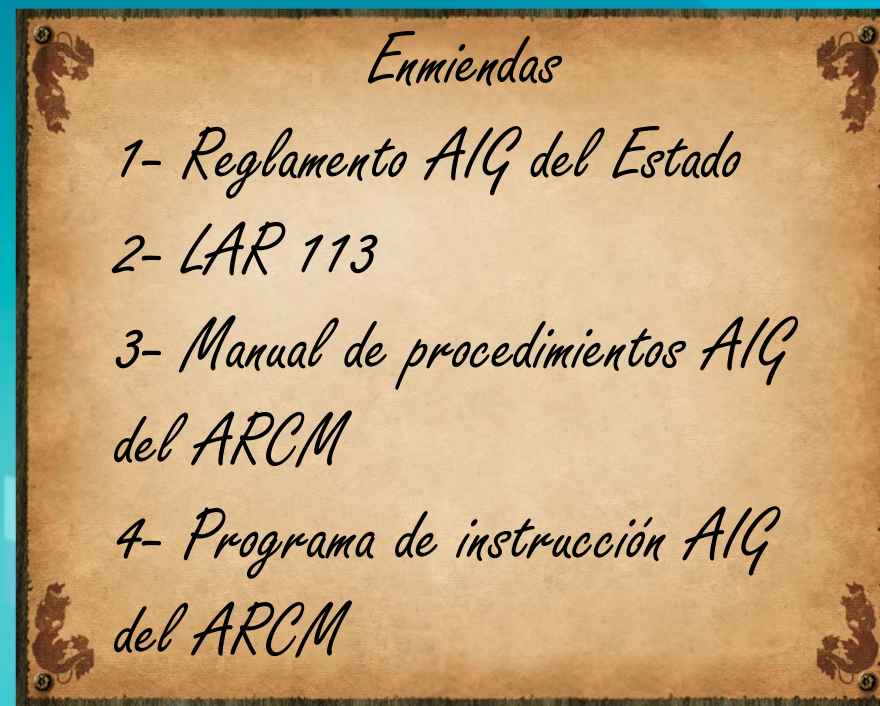 Enmiendas
1- Reglamento AIG del Estado
2- LAR 113
3- Manual de procedimientos AIG
del ARCM
4- Programa de instrucción AIG
del ARCM